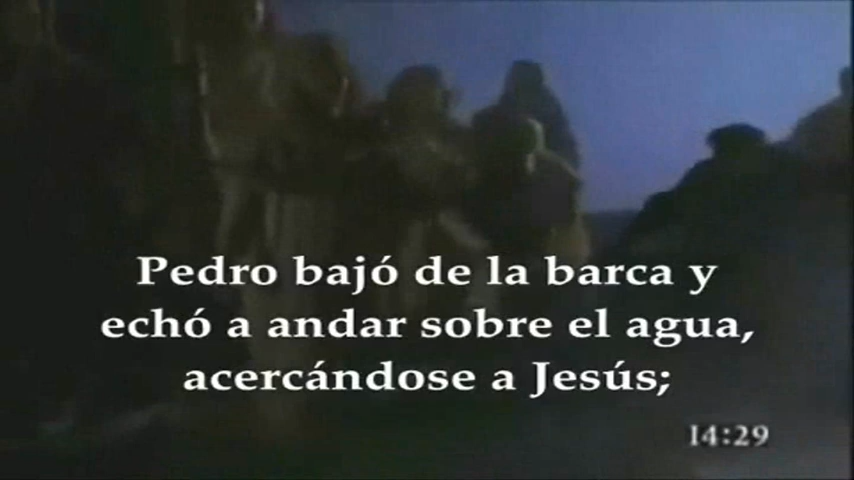 Pedro bajó de la barca y
echó a andar sobre el agua,
acercándose a Jesús;
14:29